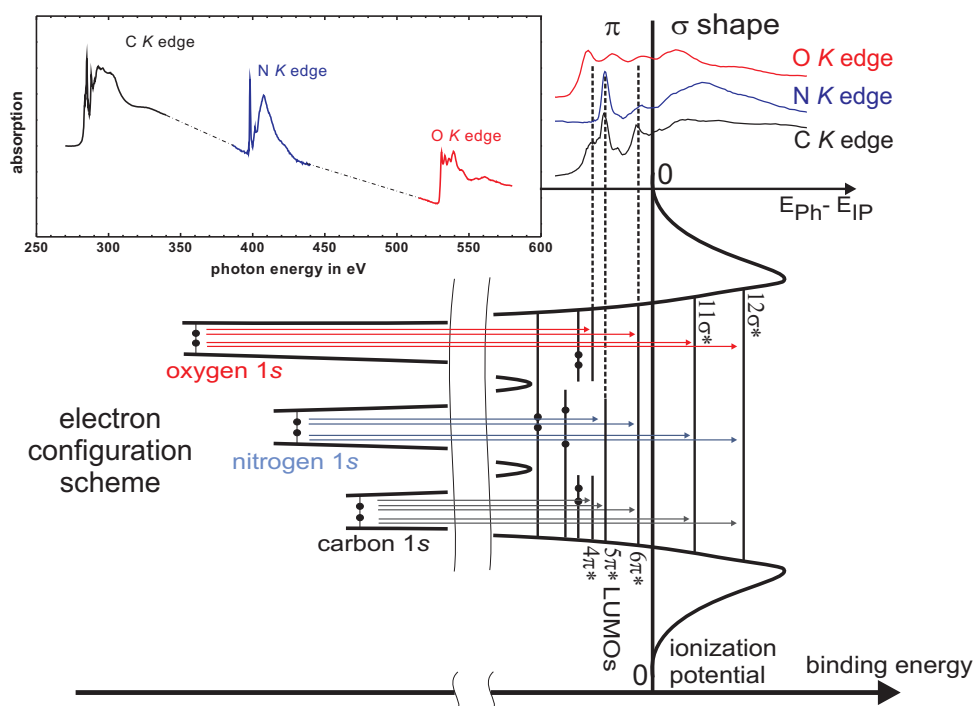 C K edge
N K edge
O K edge
absorption
250 300 350 400 450 500 550 600
photon energy in eV
π σ shape
O K edge
N K edge
C K edge
0
E_Ph- E_IP
11σ*
12σ*
oxygen 1s
electron
configuration
scheme
nitrogen 1s
carbon 1s
4π*
5π* LUMOs
6π*
ionization
potential
0
binding energy